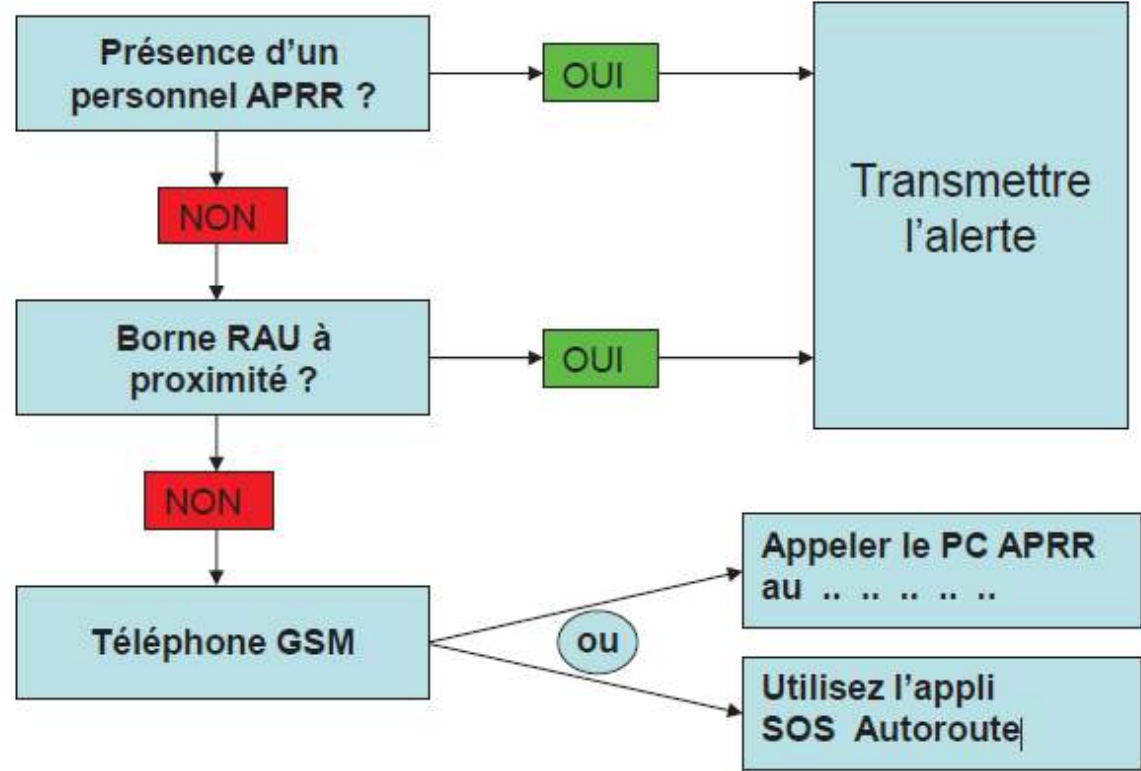 Présence d'un
personnel APRR ?
OUI
Transmettre
l'alerte
NON
Borne RAU à
proximité ?
OUI
NON
Téléphone GSM
ou
Appeler le PC APRR
au .. .. .. .. ..
Utilisez l'appli
SOS Autoroute